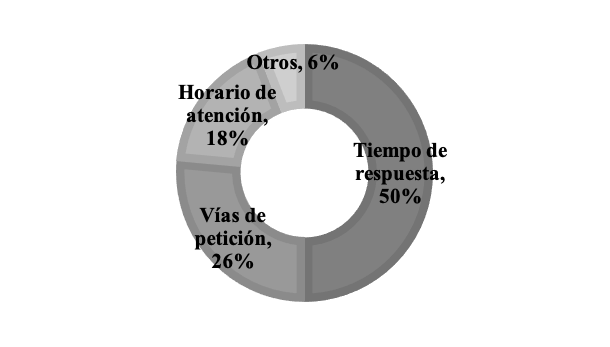 Otros, 6%
Horario de
atención,
18%
Tiempo de
respuesta,
50%
Vías de
petición,
26%